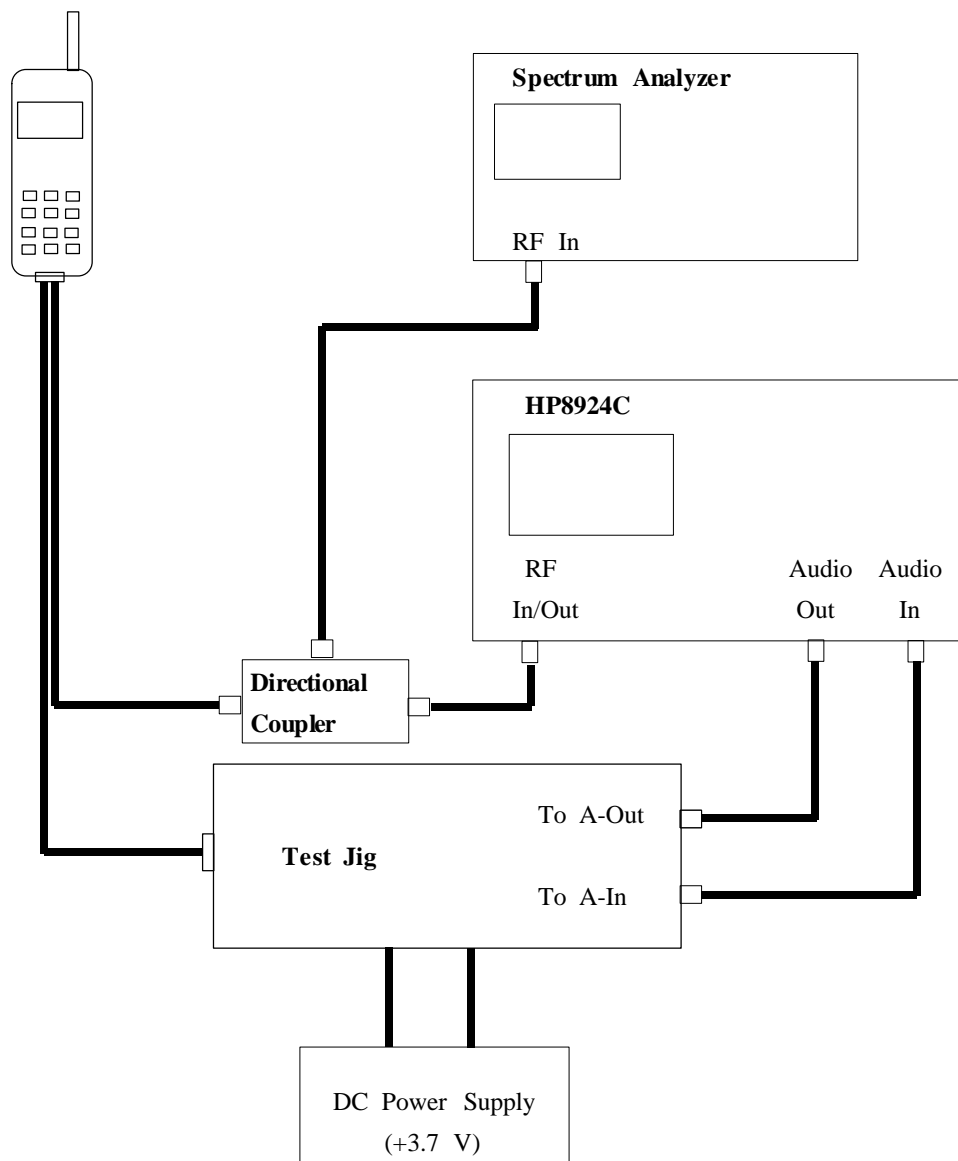 Spectrum Analyzer
RF In
HP8924C
RF
In/Out
Audio
Out
Audio
In
Directional
Coupler
To A-Out
Test Jig
To A-In
DC Power Supply
(+3.7 V)